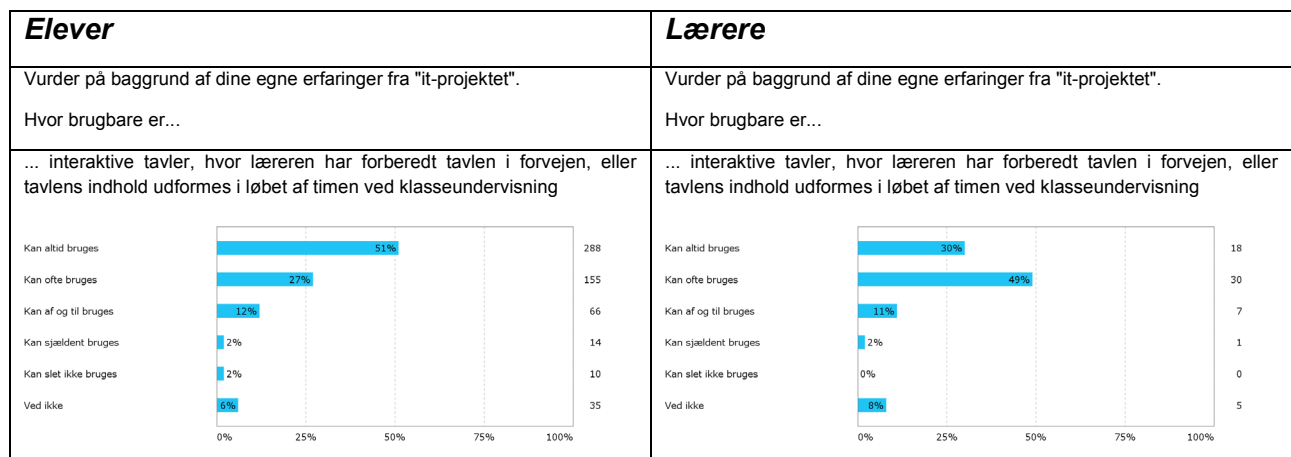 Elever
Vurder på baggrund af dine egne erfaringer fra "it-projektet".
Hvor brugbare er...
... interaktive tavler, hvor læreren har forberedt tavlen i forvejen, eller
tavlens indhold udformes i løbet af timen ved klasseundervisning
Kan altid bruges 51% 288
Kan ofte bruges 27% 155
Kan af og til bruges 12% 66
Kan sjældent bruges 2% 14
Kan slet ikke bruges 2% 10
Ved ikke 6% 35
0% 25% 50% 75% 100%
Lærere
Vurder på baggrund af dine egne erfaringer fra "it-projektet".
Hvor brugbare er...
... interaktive tavler, hvor læreren har forberedt tavlen i forvejen, eller
tavlens indhold udformes i løbet af timen ved klasseundervisning
Kan altid bruges 30% 18
Kan ofte bruges 49% 30
Kan af og til bruges 11% 7
Kan sjældent bruges 2% 1
Kan slet ikke bruges 0% 0
Ved ikke 8% 5
0% 25% 50% 75% 100%